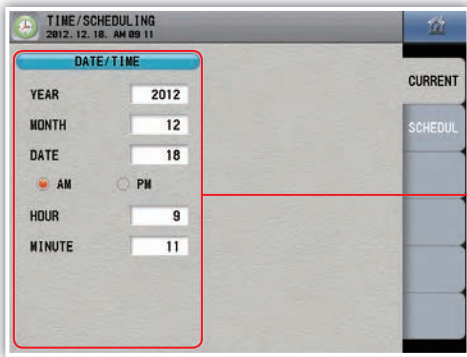 TIME/SCHEDULING
2012. 12. 18. AM 09 11
DATE/TIME
CURRENT
YEAR 2012
MONTH 12
SCHEDUL
DATE 18
AM PM
HOUR 9
MINUTE 11